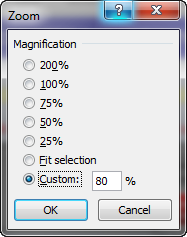 Zoom
Magnification
200%
100%
75%
50%
25%
Fit selection
Custom: 80 %
OK Cancel